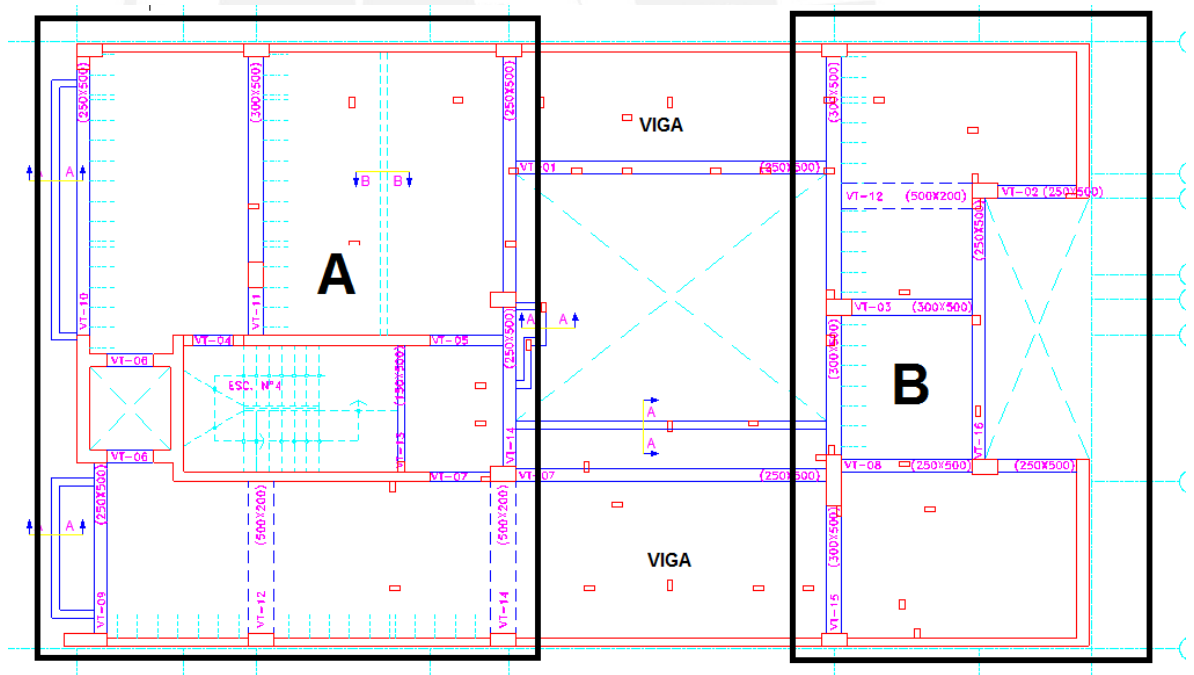 (250X500)
(300X500)
(250X500)
(300X500)
VIGA
A A
VT-01 (250X500)
B B
VT-12 (500X200)
VT-02 (250X500)
(250X500)
A
VT-10
VT-11
VT-03 (300X500)
A A
VT-04
VT-05
(250X500)
(300X500)
VT-06
ESC. N°4
(150X500)
B
A
A
VT-13
VT-14
VT-16
VT-06
VT-07
VT-07 (250X500)
VT-08 (250X500)
(250X500)
(250X500)
(500X200)
(500X200)
(300X500)
A
VIGA
VT-09
VT-12
VT-14
VT-15